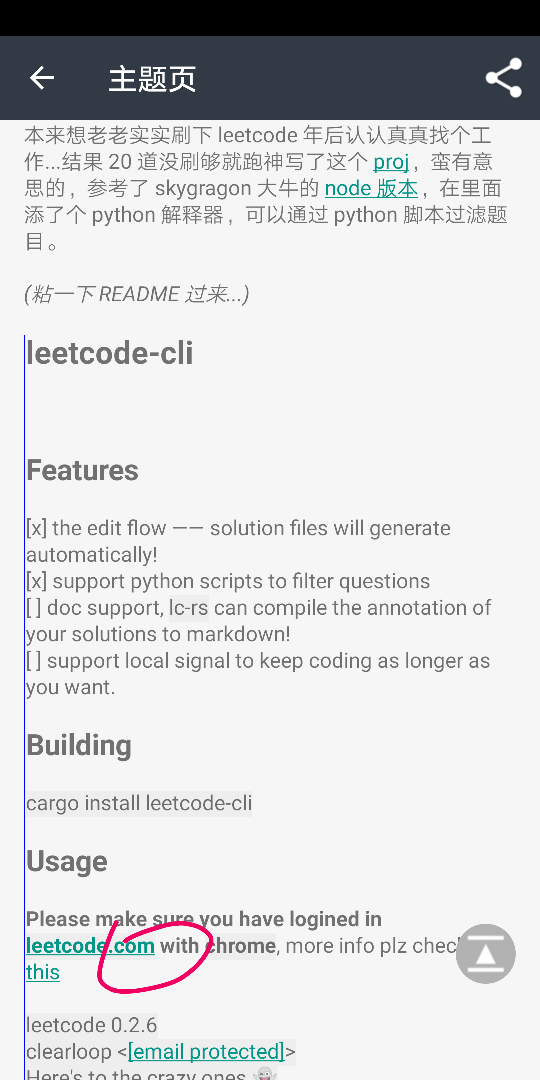 主题页
本来想老老实实刷下 leetcode 年后认认真真找个工
作...结果 20 道没刷够就跑神写了这个 proj，蛮有意
思的，参考了 skygragon 大牛的 node 版本，在里面
添了个 python 解释器，可以通过 python 脚本过滤题
目。
(粘一下 README 过来...)
leetcode-cli
Features
[x] the edit flow —— solution files will generate
automatically!
[x] support python scripts to filter questions
[ ] doc support, lc-rs can compile the annotation of
your solutions to markdown!
[ ] support local signal to keep coding as longer as
you want.
Building
cargo install leetcode-cli
Usage
Please make sure you have logined in
leetcode.com with chrome, more info plz chec
this
leetcode 0.2.6
clearloop <[email protected]>
Here's to the crazy ones 👻